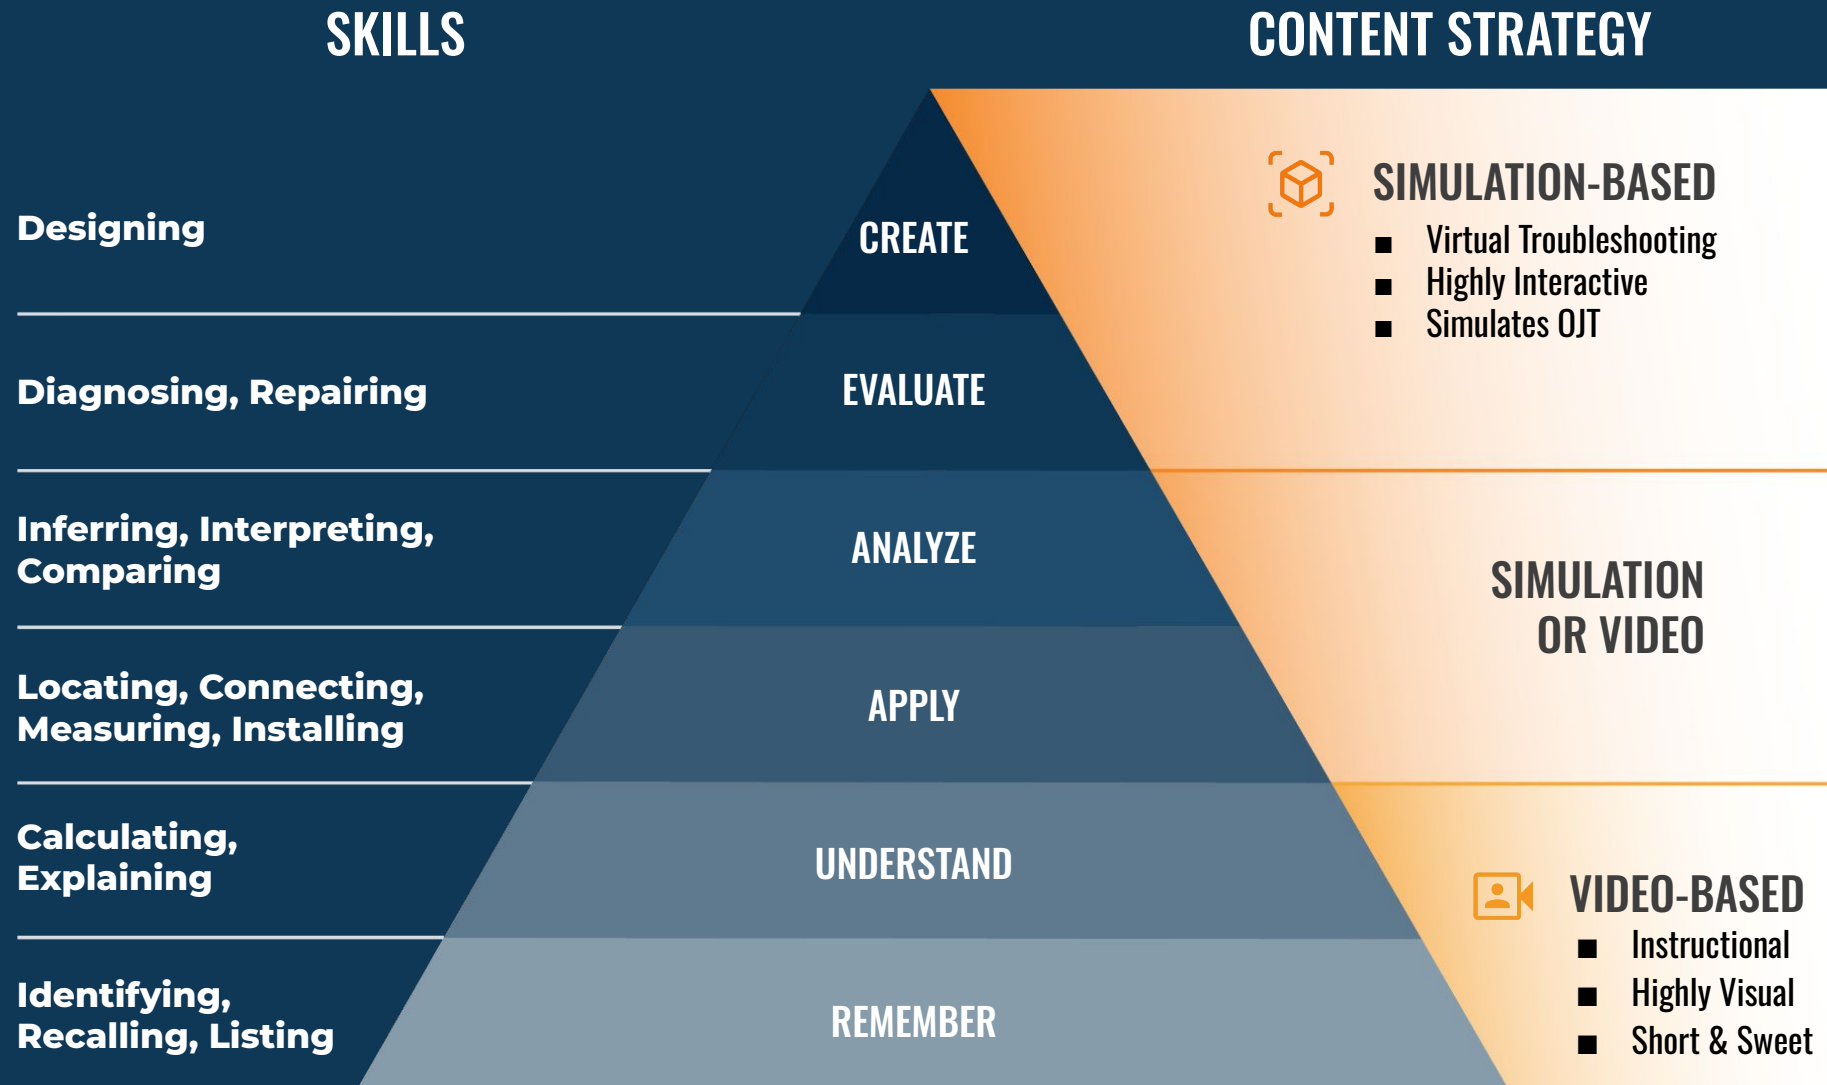 SKILLS
CONTENT STRATEGY
Designing
CREATE
SIMULATION-BASED
■ Virtual Troubleshooting
■ Highly Interactive
■ Simulates OJT
Diagnosing, Repairing
EVALUATE
Inferring, Interpreting,
Comparing
ANALYZE
SIMULATION
OR VIDEO
Locating, Connecting,
Measuring, Installing
APPLY
Calculating,
Explaining
UNDERSTAND
VIDEO-BASED
■ Instructional
■ Highly Visual
■ Short & Sweet
Identifying,
Recalling, Listing
REMEMBER